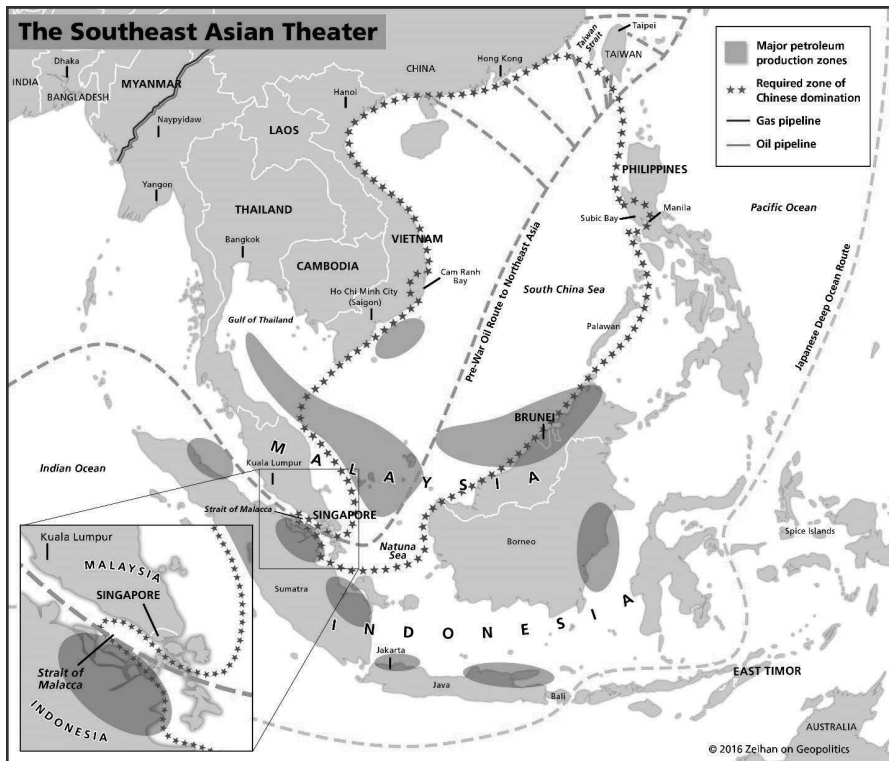 The Southeast Asian Theater
Major petroleum
production zones
Required zone of
Chinese domination
Gas pipeline
Oil pipeline
Taipei
Taiwan
Strait
TAIWAN
Hong Kong
CHINA
Dhaka
INDIA
BANGLADESH
MYANMAR
Hanoi
Naypyidaw
LAOS
Yangon
THAILAND
Bangkok
VIETNAM
CAMBODIA
Ho Chi Minh City
(Saigon)
Cam Ranh
Bay
Gulf of Thailand
PHILIPPINES
Subic Bay
Manila
Pacific Ocean
South China Sea
Palawan
Pre-War Oil Route to Northeast Asia
Japanese Deep Ocean Route
BRUNEI
MALAYSIA
Kuala Lumpur
Indian Ocean
Strait of Malacca
SINGAPORE
Natuna
Sea
Borneo
Spice Islands
Sumatra
INDONESIA
Jakarta
Java
Bali
EAST TIMOR
AUSTRALIA
Kuala Lumpur
MALAYSIA
SINGAPORE
Strait of
Malacca
INDONESIA
© 2016 Zeihan on Geopolitics